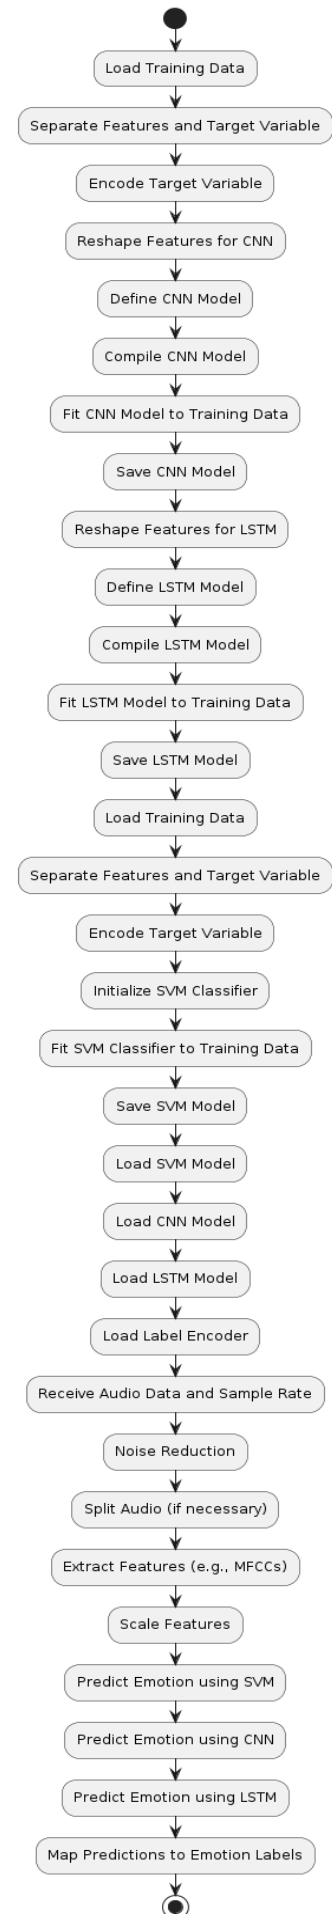 Load Training Data
Separate Features and Target Variable
Encode Target Variable
Reshape Features for CNN
Define CNN Model
Compile CNN Model
Fit CNN Model to Training Data
Save CNN Model
Reshape Features for LSTM
Define LSTM Model
Compile LSTM Model
Fit LSTM Model to Training Data
Save LSTM Model
Load Training Data
Separate Features and Target Variable
Encode Target Variable
Initialize SVM Classifier
Fit SVM Classifier to Training Data
Save SVM Model
Load SVM Model
Load CNN Model
Load LSTM Model
Load Label Encoder
Receive Audio Data and Sample Rate
Noise Reduction
Split Audio (if necessary)
Extract Features (e.g., MFCCs)
Scale Features
Predict Emotion using SVM
Predict Emotion using CNN
Predict Emotion using LSTM
Map Predictions to Emotion Labels